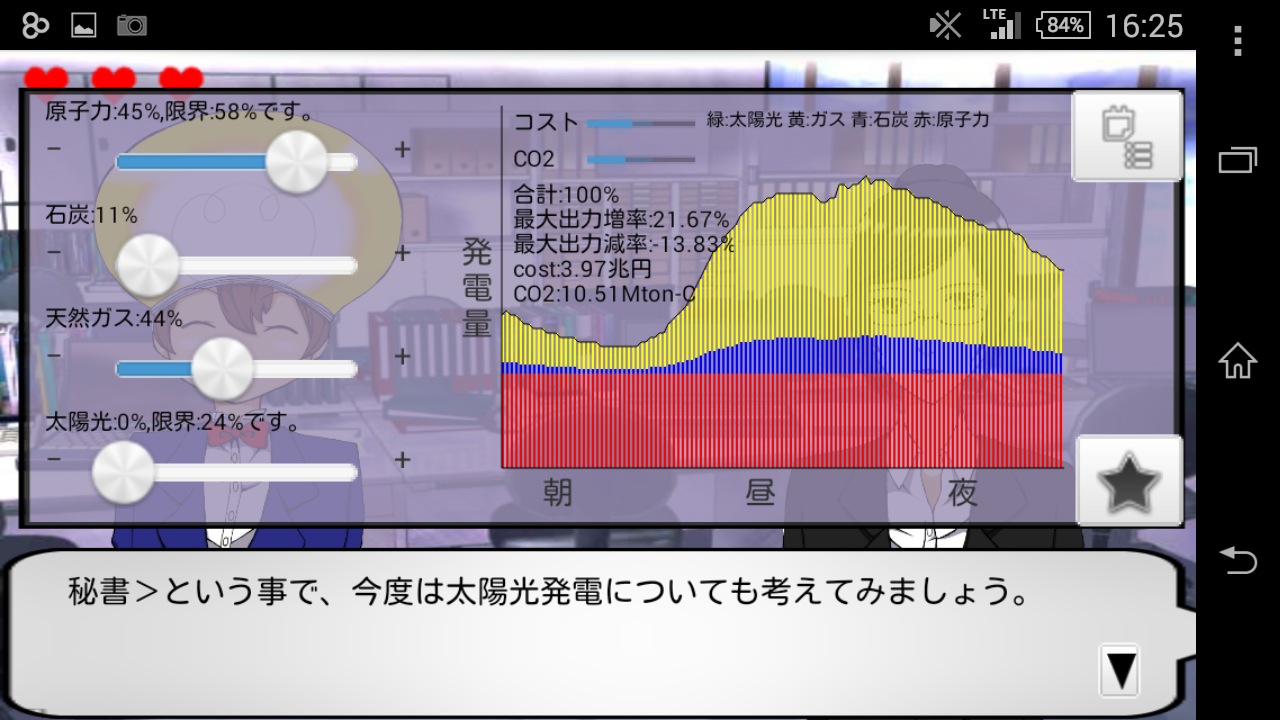 LTE
84%
16:25
原子力:45%,限界:58%です。
− +
石炭:11%
− +
天然ガス:44%
− +
太陽光:0%,限界:24%です。
− +
コスト
緑:太陽光 黄:ガス 青:石炭 赤:原子力
CO2
合計:100%
最大出力増率:21.67%
最大出力減率:-13.83%
cost:3.97兆円
CO2:10.51Mton-C
発電量
朝 昼 夜
秘書＞という事で、今度は太陽光発電についても考えてみましょう。